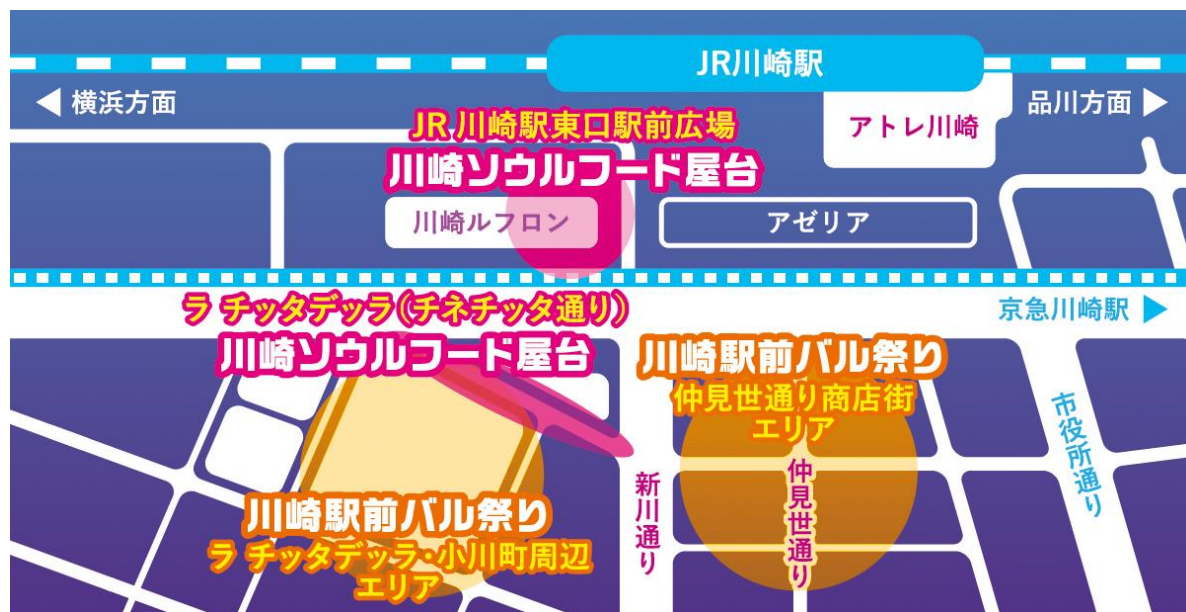 JR川崎駅
横浜方面
品川方面
JR 川崎駅東口駅前広場
アトレ川崎
川崎ソウルフード屋台
川崎ルフロン
アゼリア
ラ チッタデッラ(チネチッタ通り)
京急川崎駅
川崎ソウルフード屋台
川崎駅前バル祭り
仲見世通り商店街
エリア
市役所通り
仲見世通り
新川通り
川崎駅前バル祭り
ラ チッタデッラ・小川町周辺
エリア